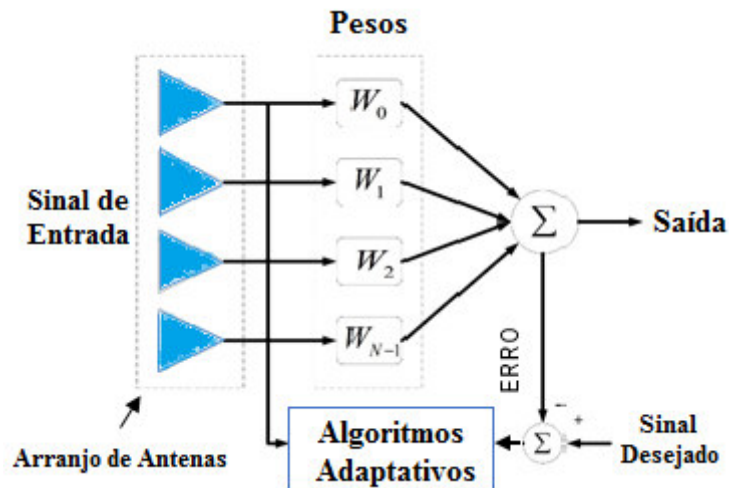 Pesos
W0
Sinal de
Entrada
W1
Σ
Saída
W2
WN-1
ERRO
-
+
Σ
Sinal
Desejado
Arranjo de Antenas
Algoritmos
Adaptativos